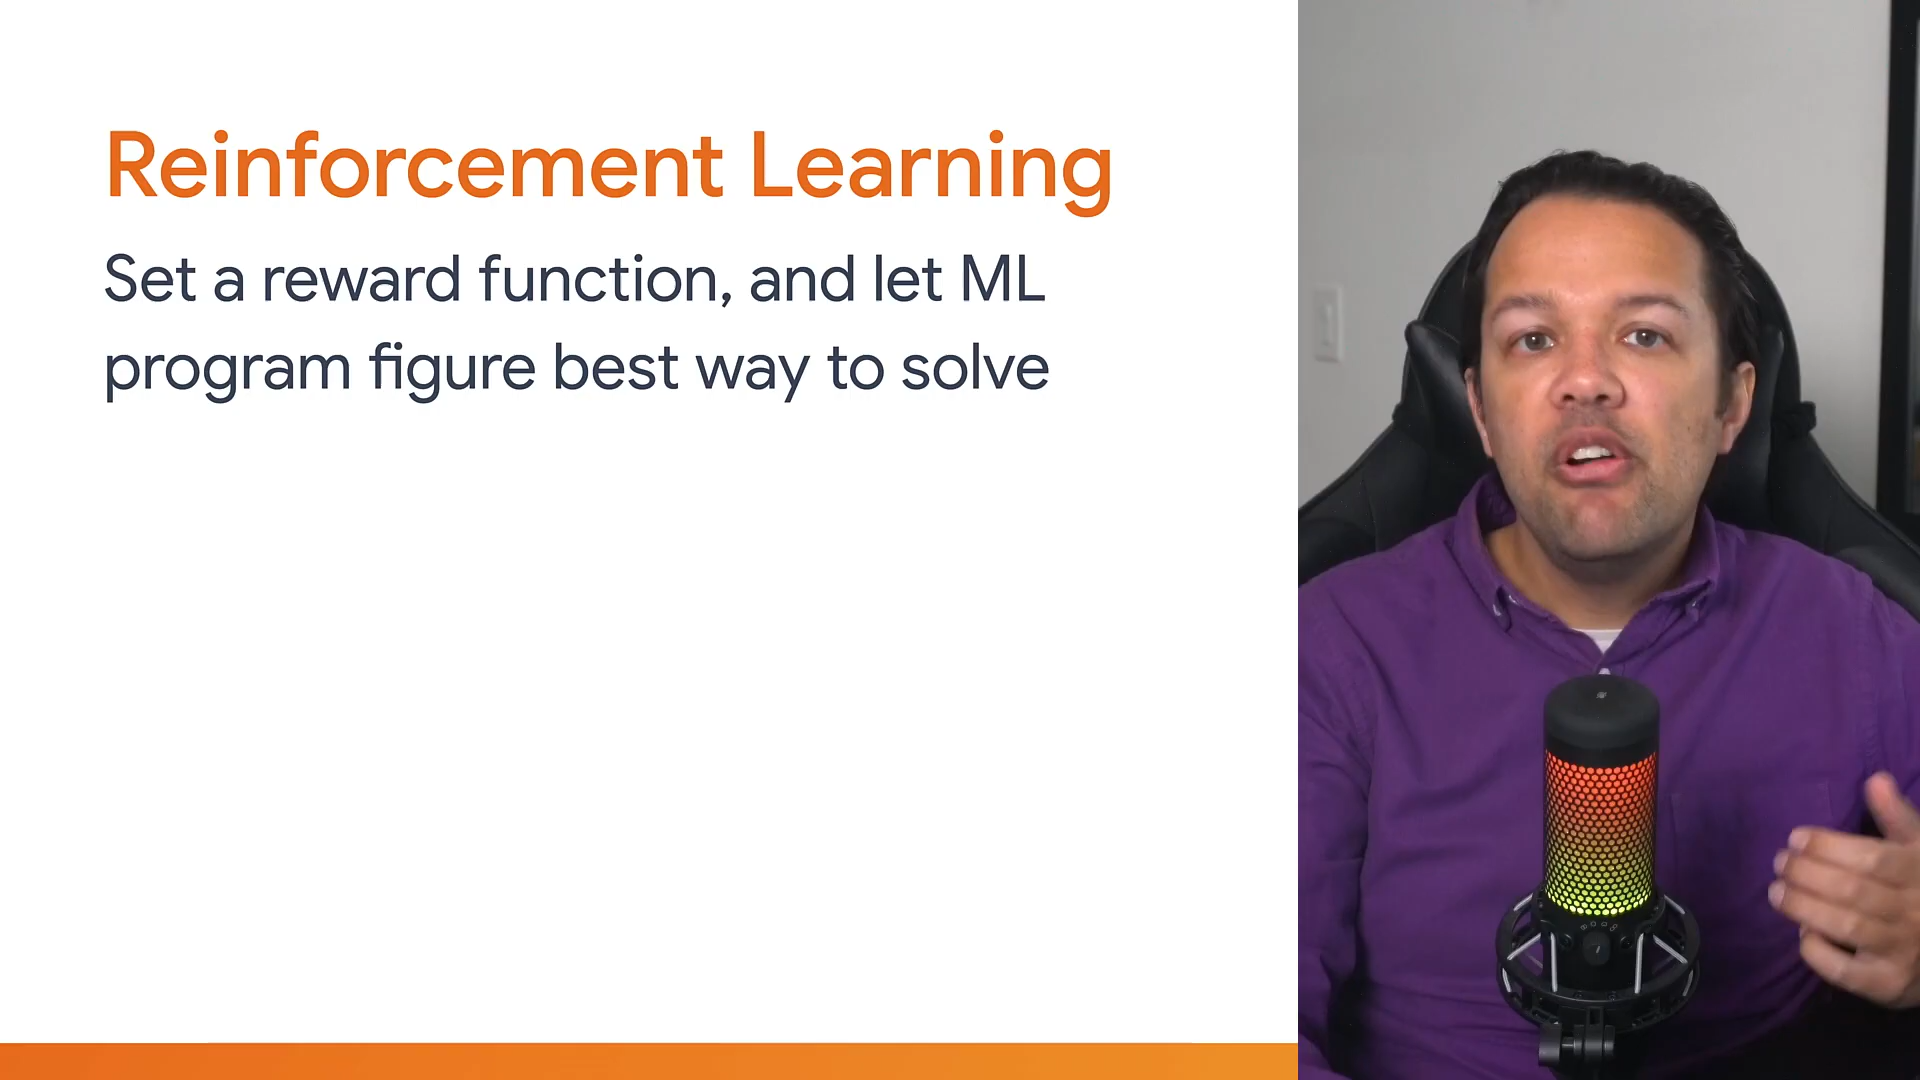 Reinforcement Learning
Set a reward function, and let ML
program figure best way to solve